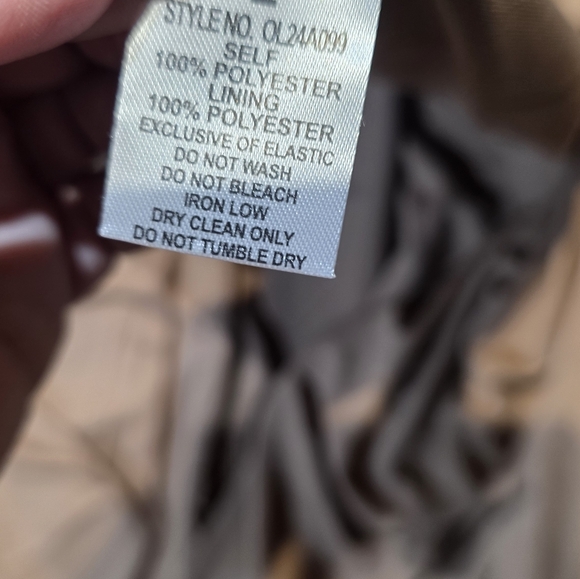 STYLE NO. OL24A099
SELF
100% POLYESTER
LINING
100% POLYESTER
EXCLUSIVE OF ELASTIC
DO NOT WASH
DO NOT BLEACH
IRON LOW
DRY CLEAN ONLY
DO NOT TUMBLE DRY